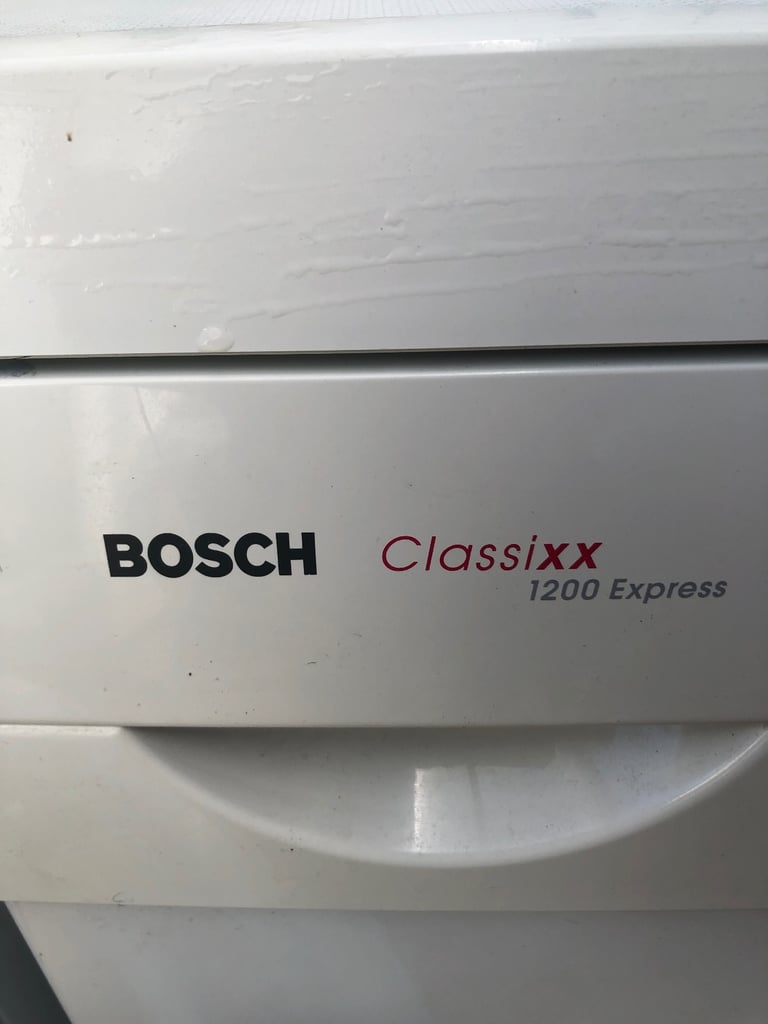 BOSCH Classixx
1200 Express